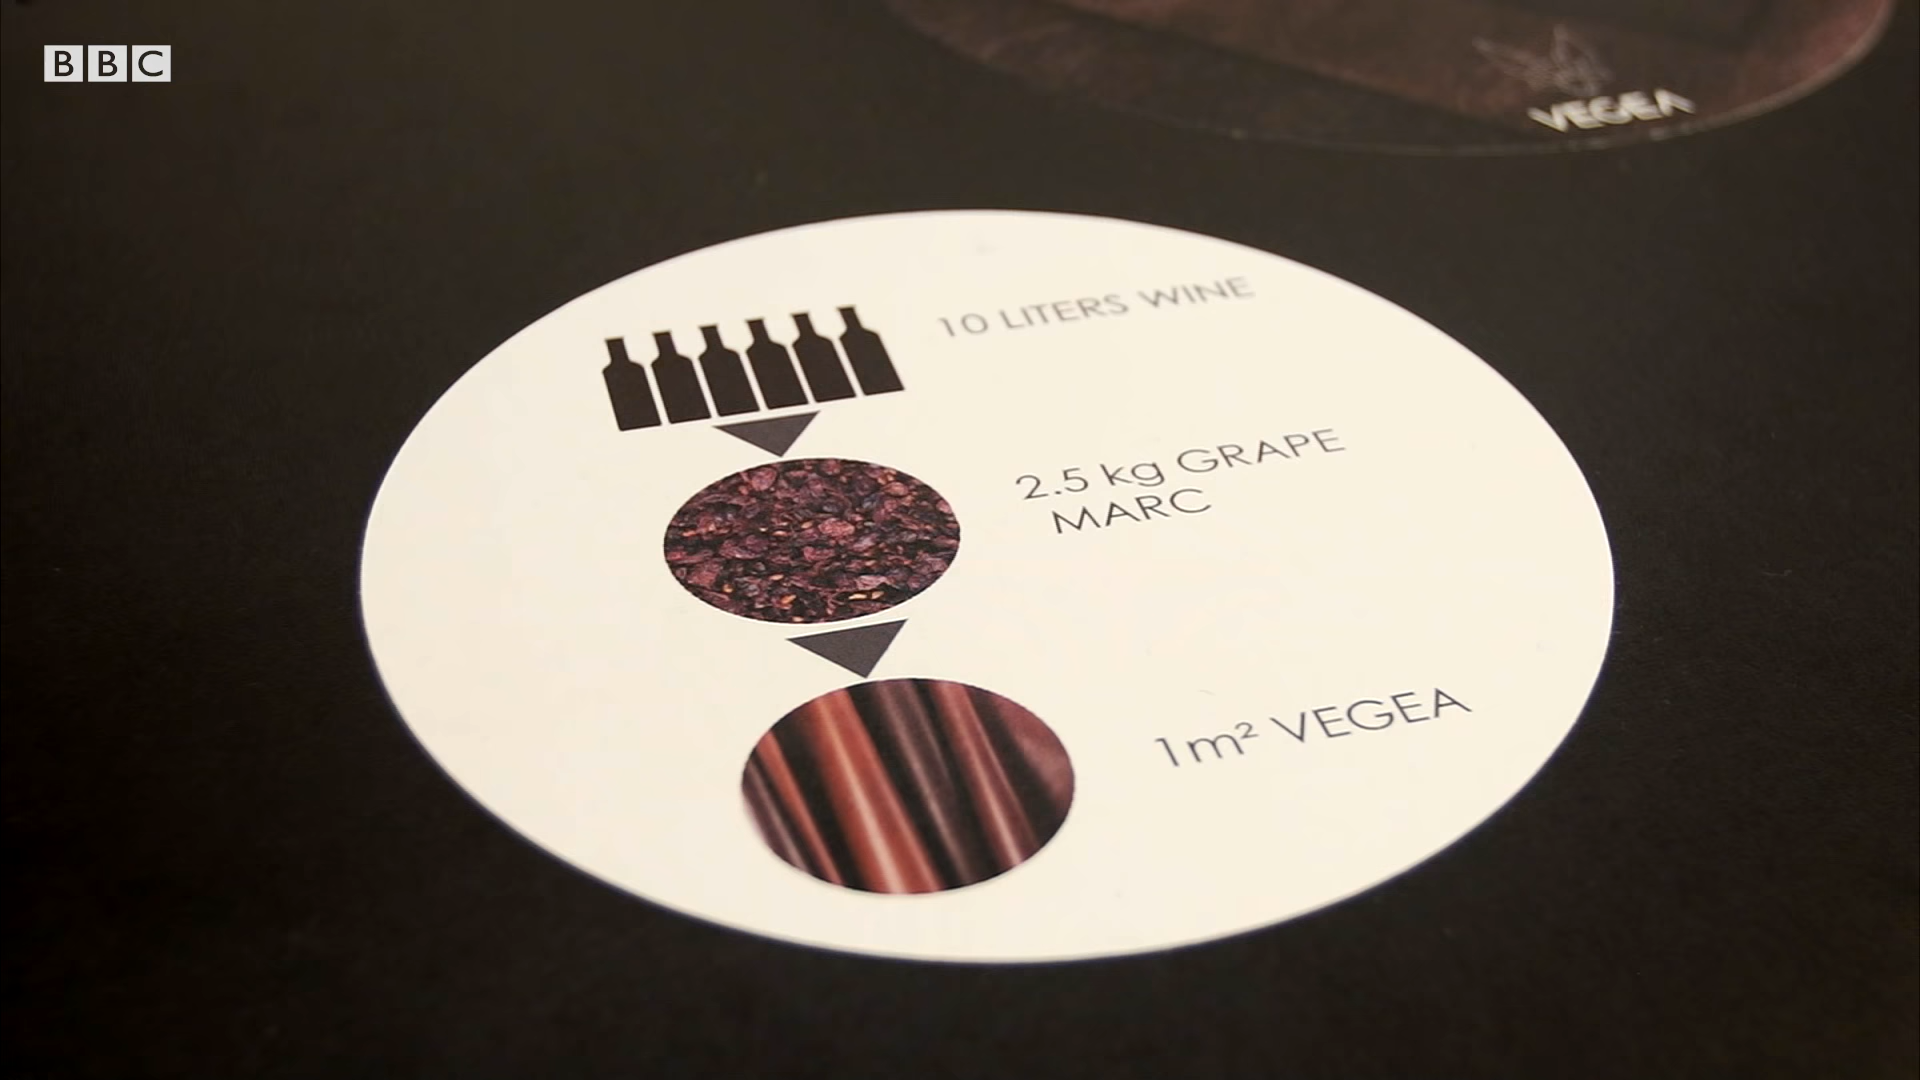 BBC
VEGEA
10 LITERS WINE
2.5 kg GRAPE
MARC
1m² VEGEA